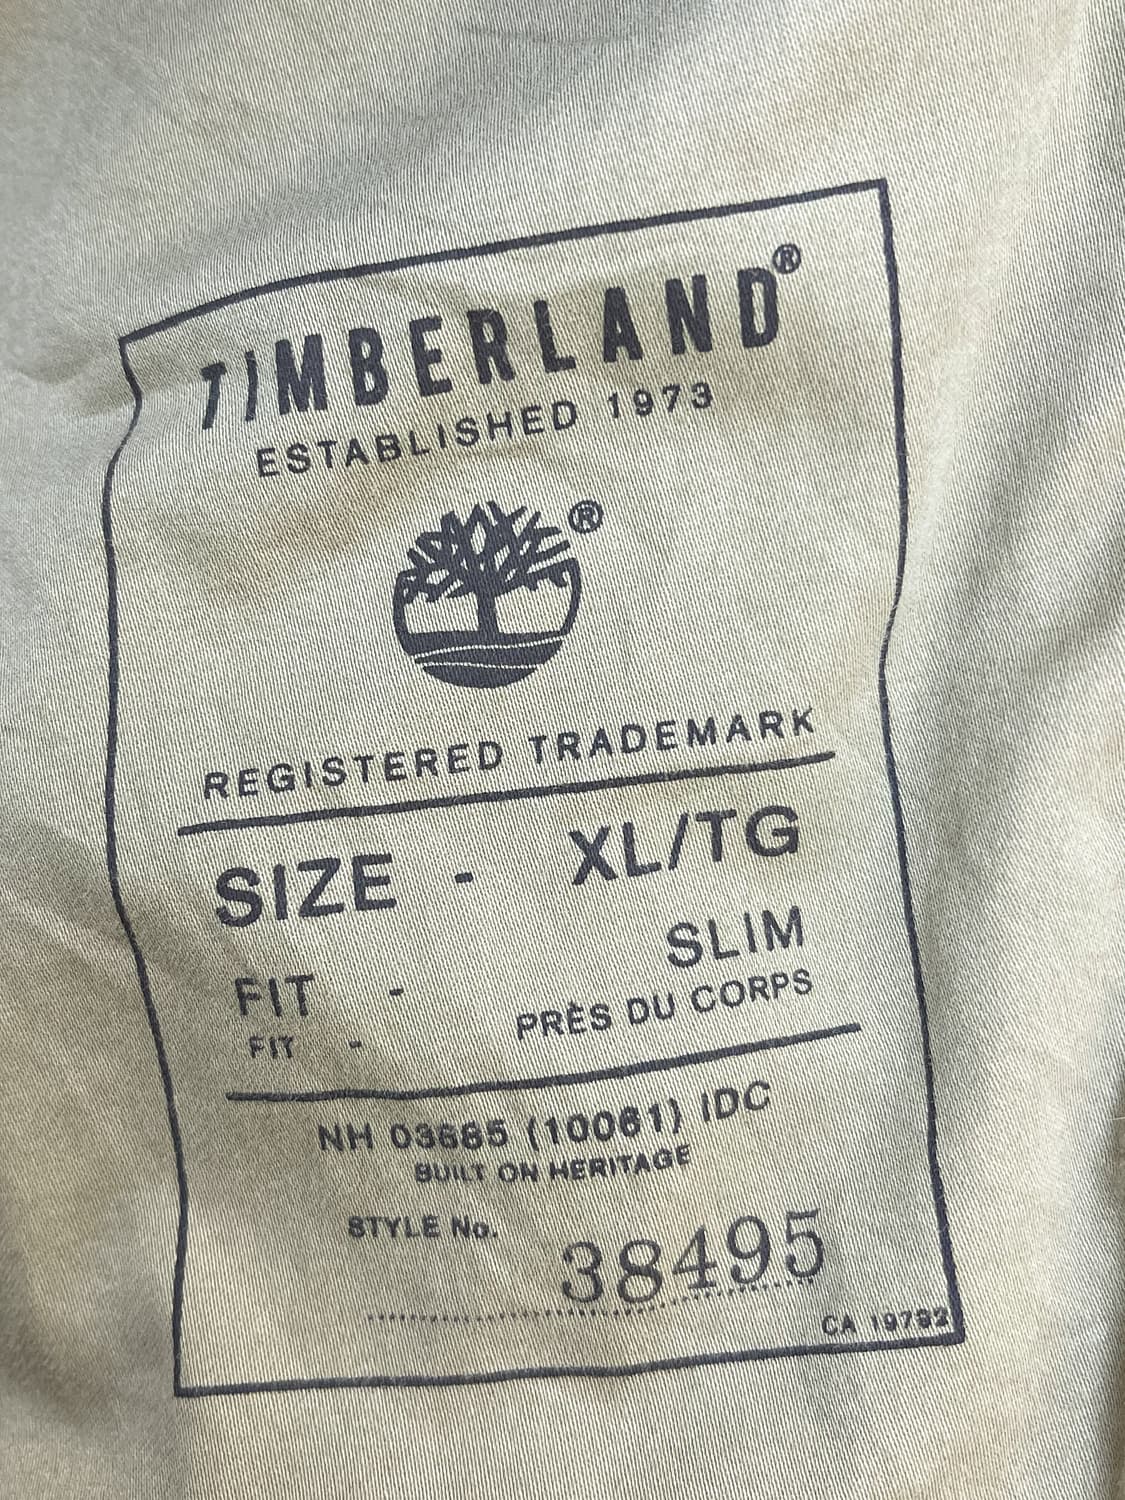 TIMBERLAND®
ESTABLISHED 1973
®
REGISTERED TRADEMARK
SIZE - XL/TG
FIT - SLIM
FIT - PRÈS DU CORPS
NH 03685 (10061) IDC
BUILT ON HERITAGE
STYLE No. 38495
CA 19782